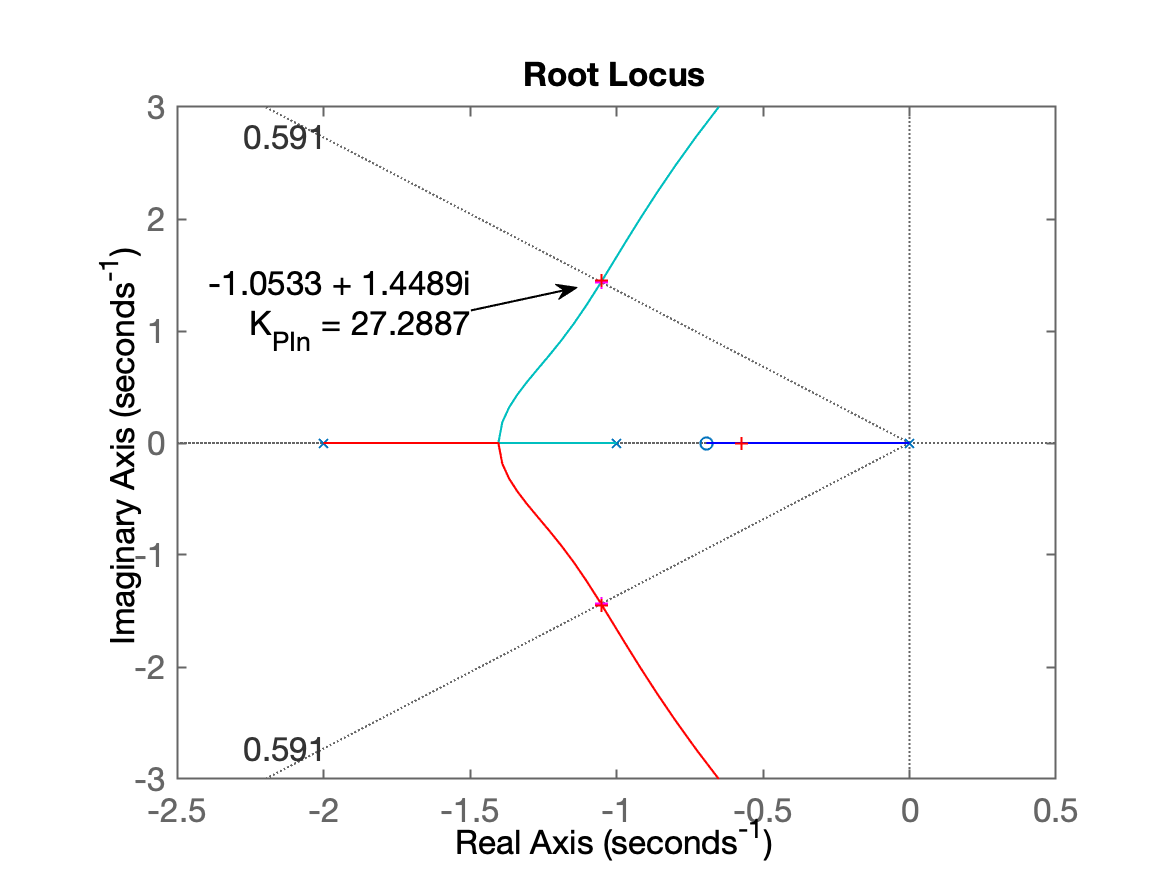 Root Locus
3
0.591
2
-1.0533 + 1.4489i
K_PIn = 27.2887
1
0
-1
-2
0.591
-3
-2.5 -2 -1.5 -1 -0.5 0 0.5
Real Axis (seconds^-1)
Imaginary Axis (seconds^-1)